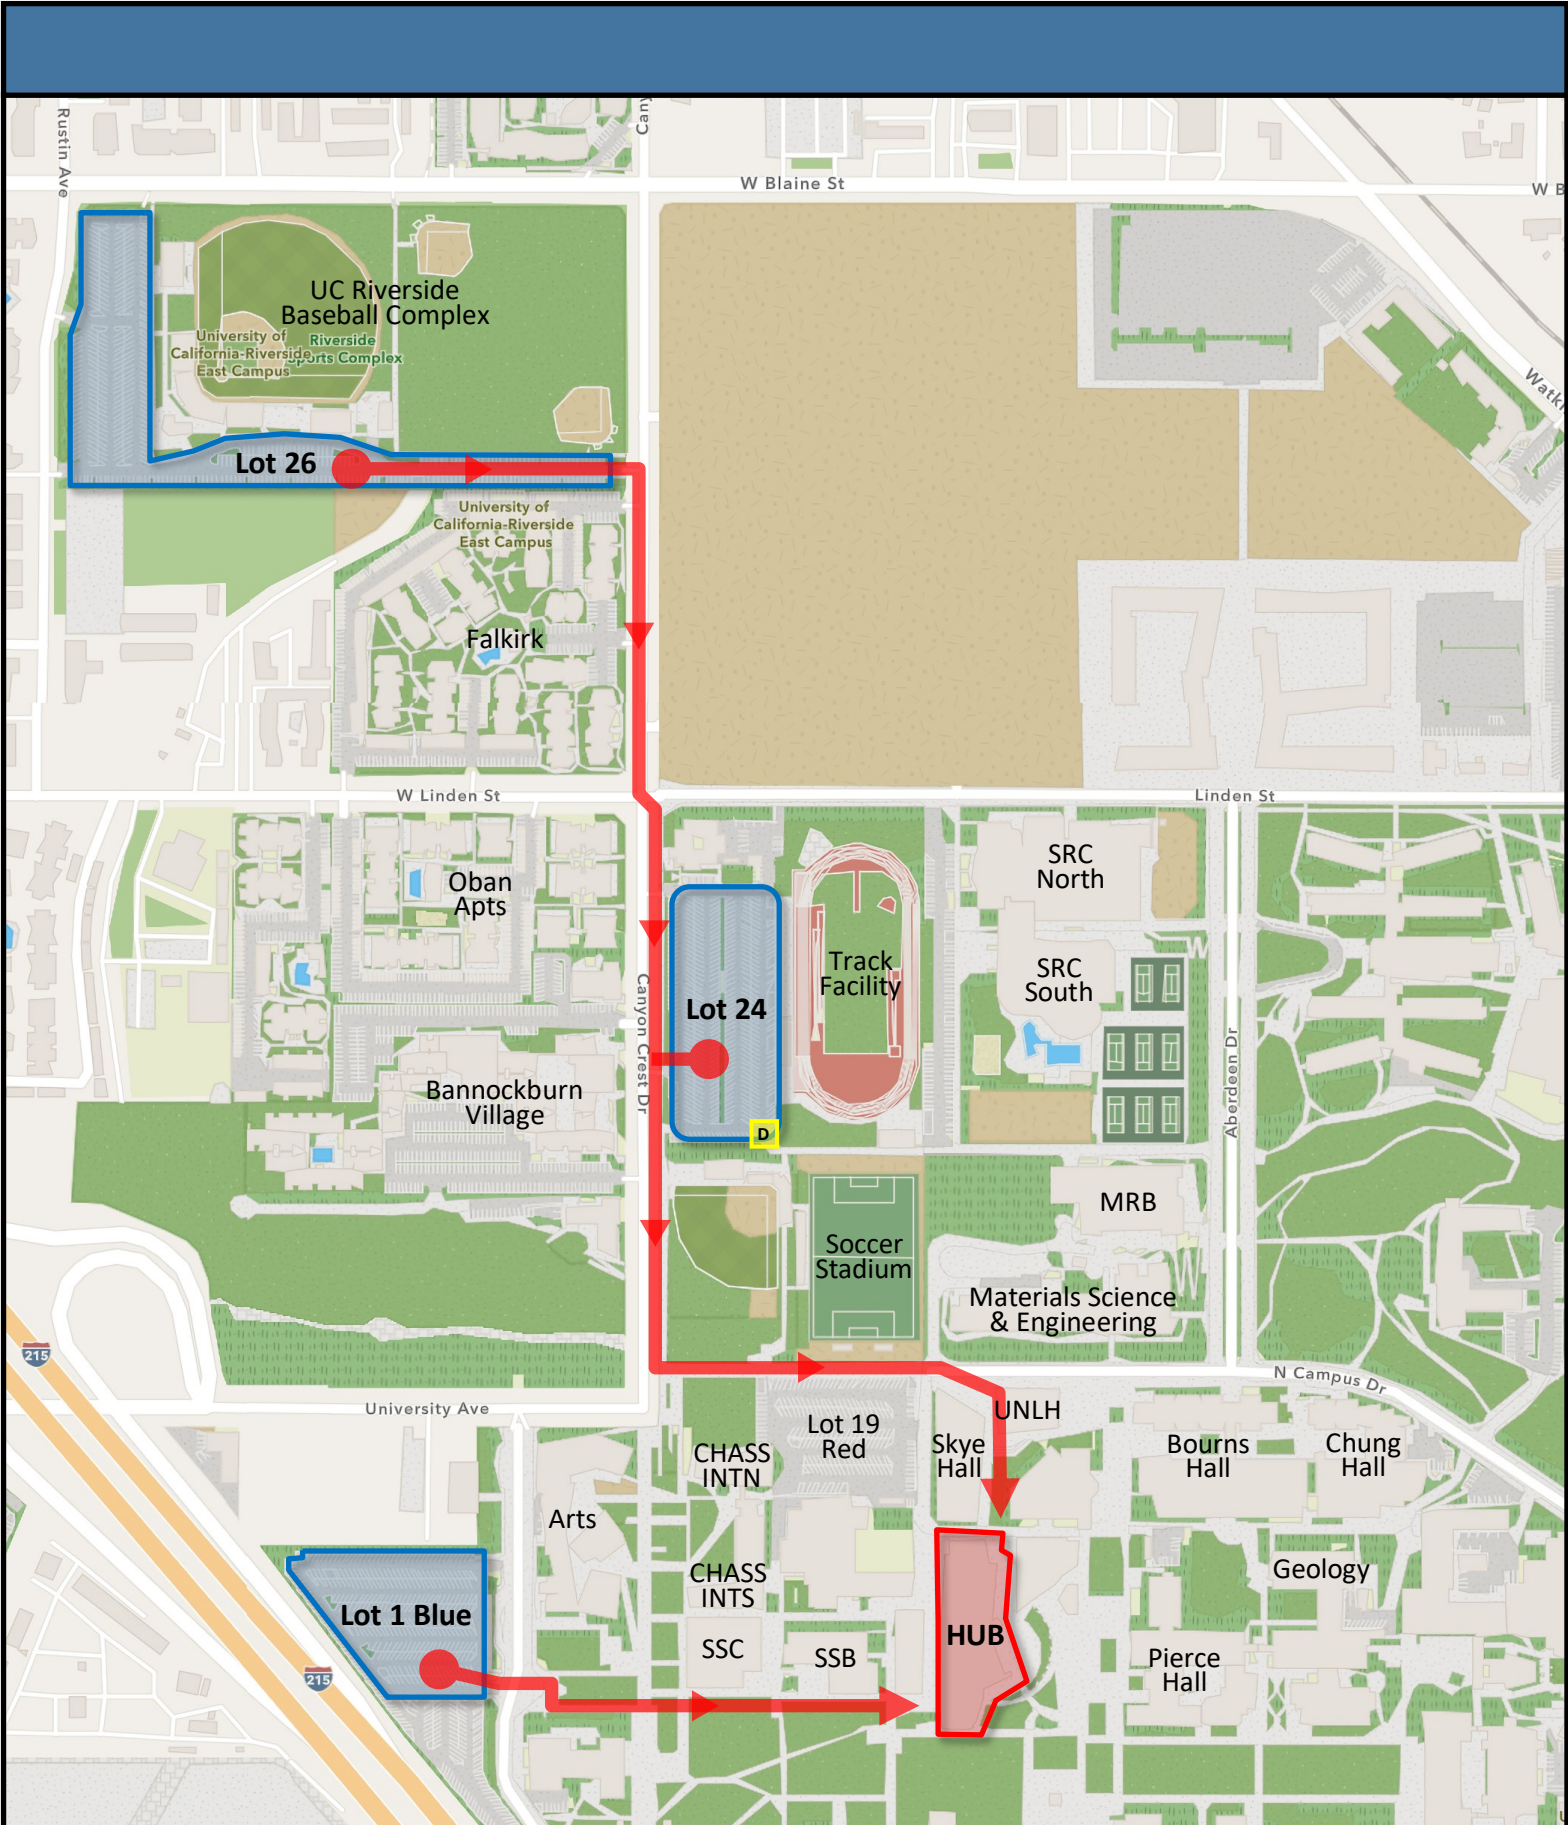 Rustin Ave
Cany
W Blaine St
W B
UC Riverside
Baseball Complex
University of
California-Riverside
East Campus
Riverside
Sports Complex
Watki
Lot 26
University of
California-Riverside
East Campus
Falkirk
W Linden St
Linden St
SRC
North
Oban
Apts
Track
Facility
SRC
South
Canyon Crest Dr
Lot 24
Aberdeen Dr
Bannockburn
Village
D
MRB
Soccer
Stadium
Materials Science
& Engineering
215
N Campus Dr
University Ave
UNLH
Lot 19
Red
Skye
Hall
Bourns
Hall
Chung
Hall
CHASS
INTN
Arts
CHASS
INTS
Geology
Lot 1 Blue
HUB
SSC
SSB
Pierce
Hall
215